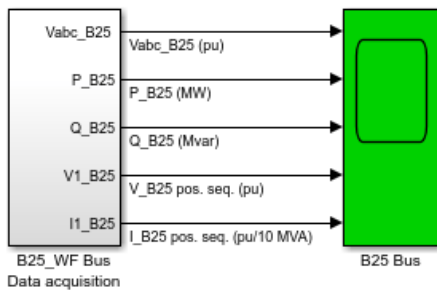 Vabc_B25
Vabc_B25 (pu)
P_B25
P_B25 (MW)
Q_B25
Q_B25 (Mvar)
V1_B25
V_B25 pos. seq. (pu)
I1_B25
I_B25 pos. seq. (pu/10 MVA)
B25_WF Bus
Data acquisition
B25 Bus